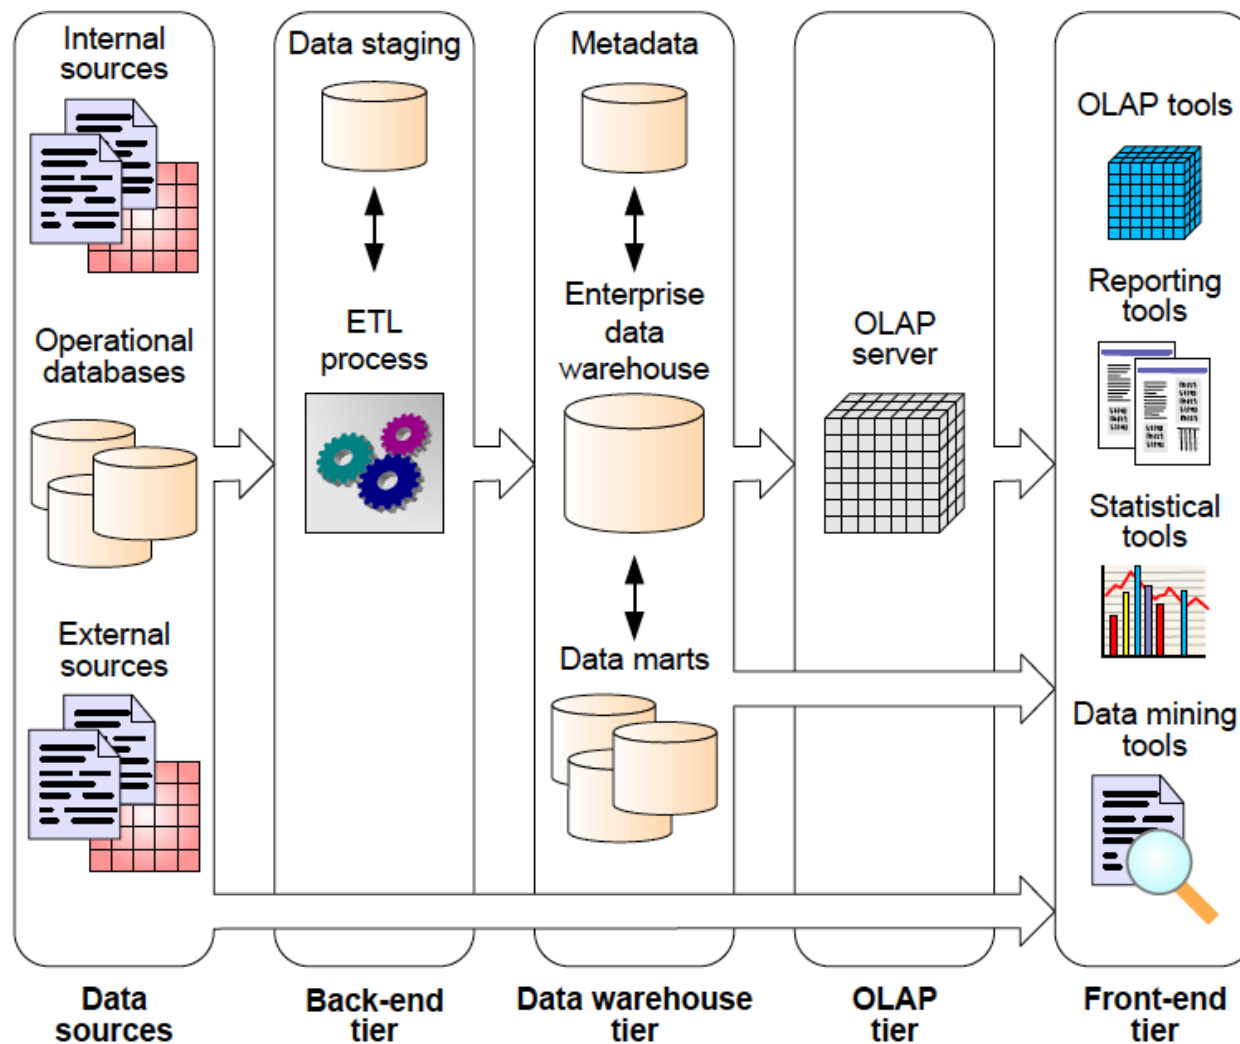 Internal
sources
Operational
databases
External
sources
Data
sources
Data staging
ETL
process
Back-end
tier
Metadata
Enterprise
data
warehouse
Data marts
Data warehouse
tier
OLAP
server
OLAP
tier
OLAP tools
Reporting
tools
Statistical
tools
Data mining
tools
Front-end
tier